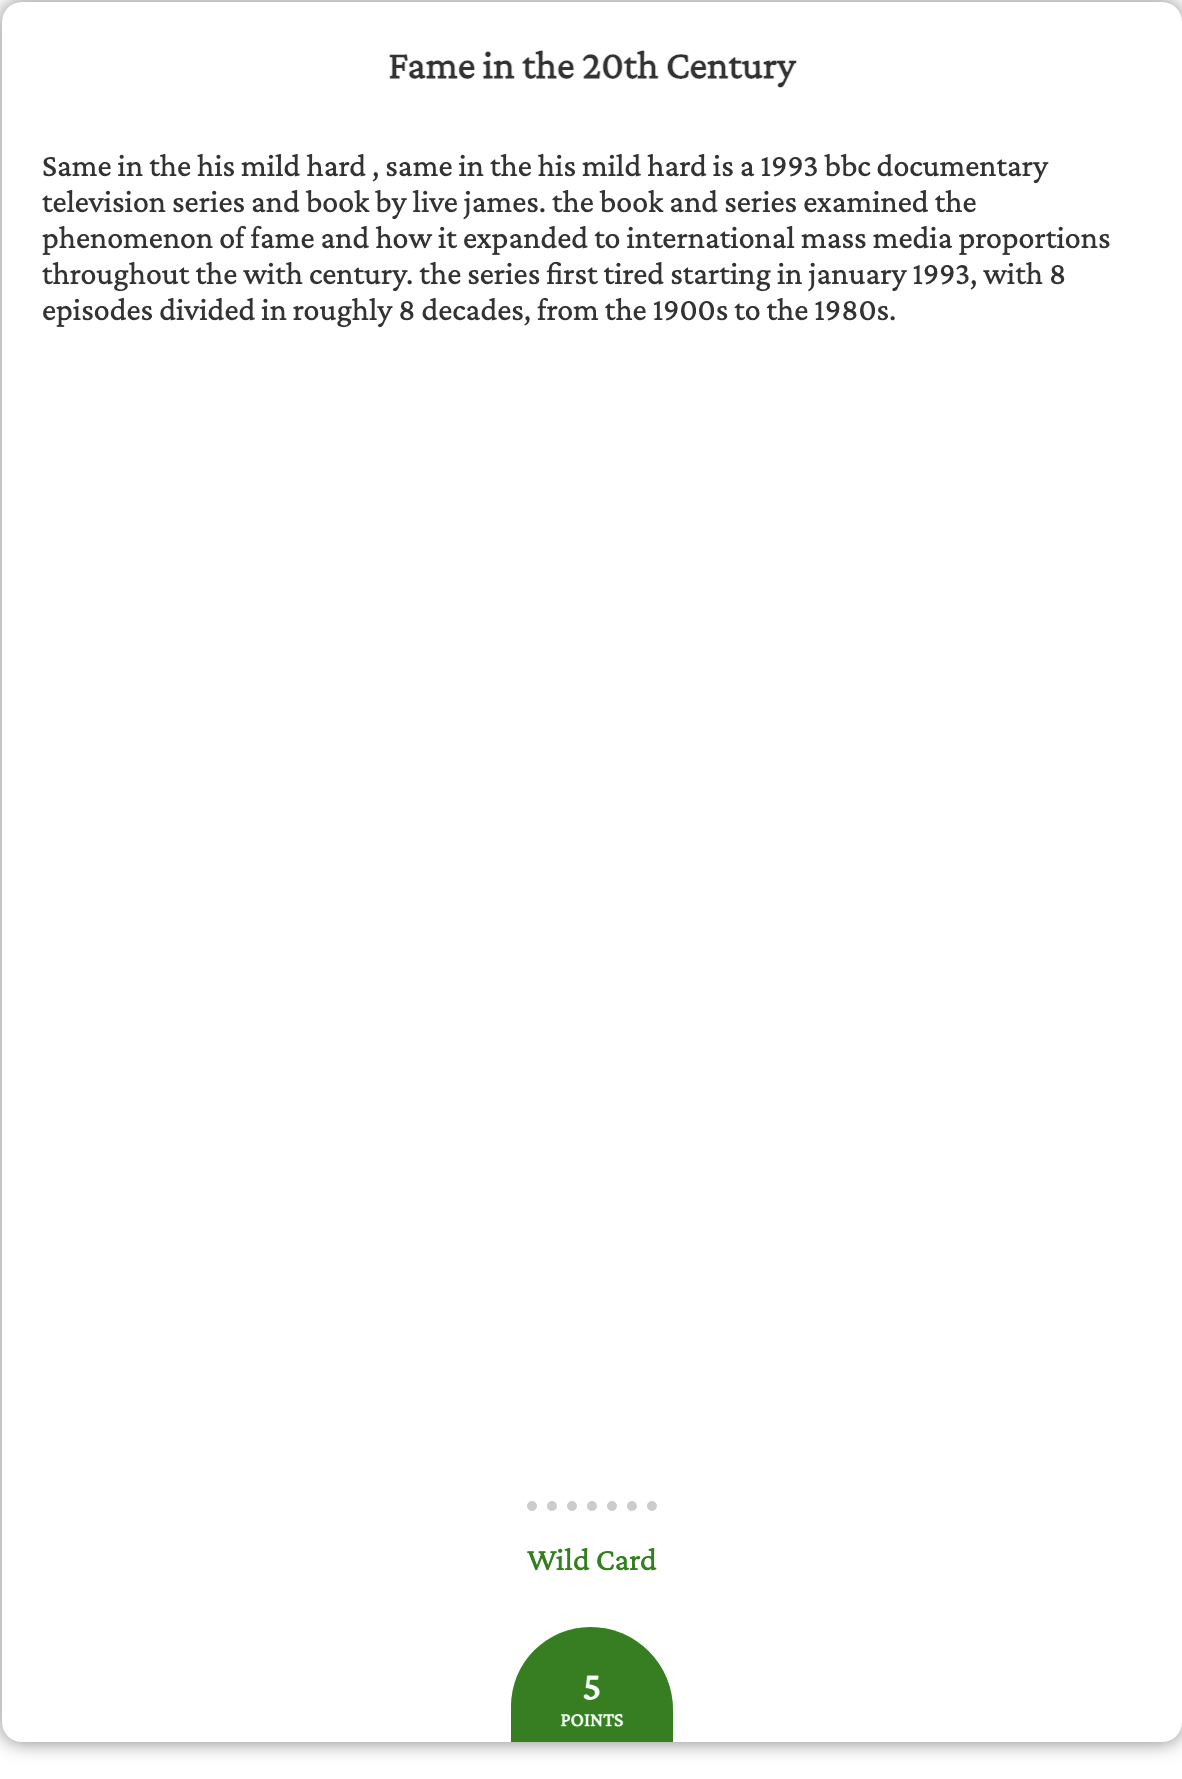 Fame in the 20th Century
Same in the his mild hard , same in the his mild hard is a 1993 bbc documentary
television series and book by live james. the book and series examined the
phenomenon of fame and how it expanded to international mass media proportions
throughout the with century. the series first tired starting in january 1993, with 8
episodes divided in roughly 8 decades, from the 1900s to the 1980s.
Wild Card
5
POINTS